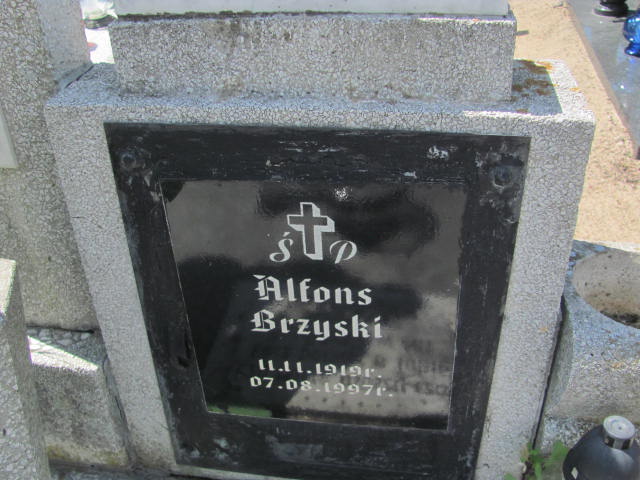 Ś P
Alfons
Brzyski
11.11.1919r.
07.08.1997r.